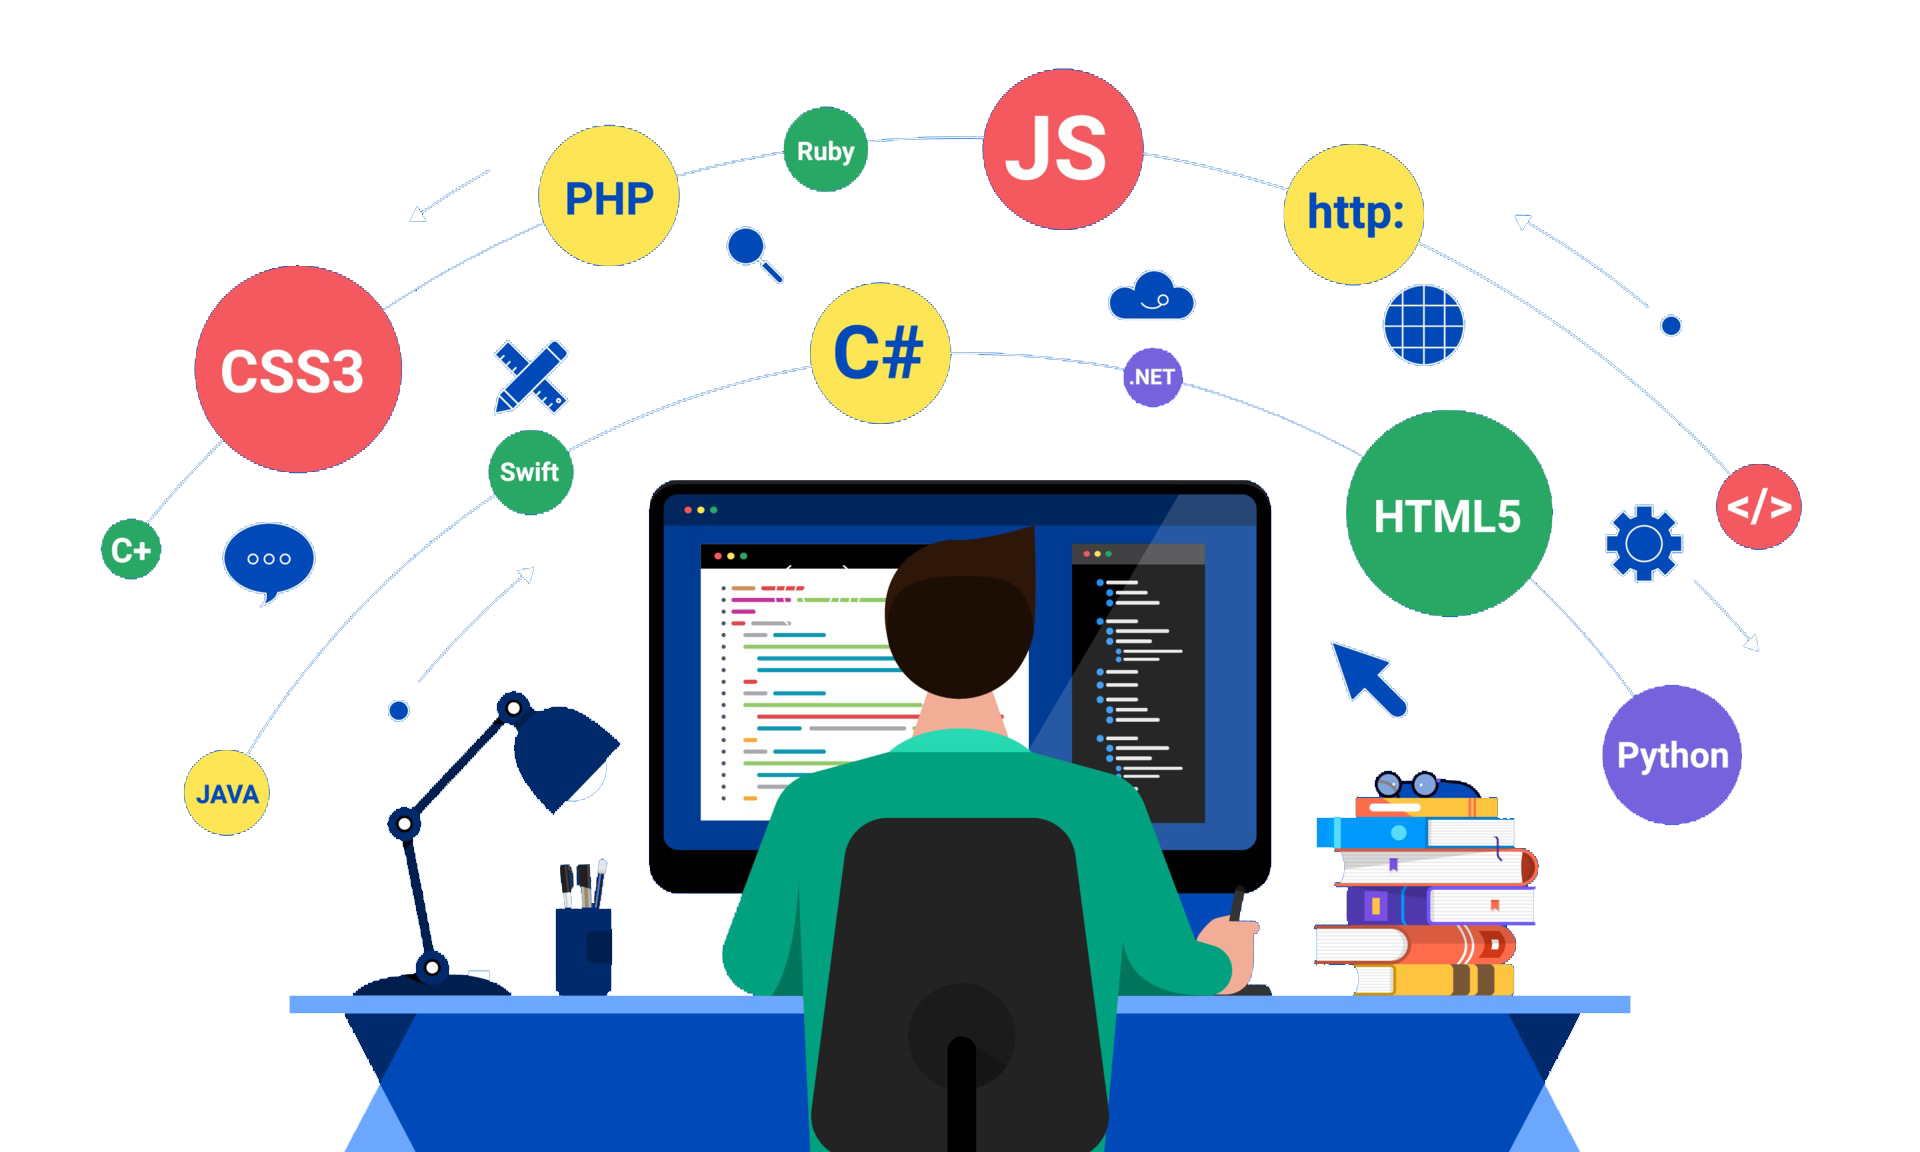 JS
Ruby
PHP
http:
C#
CSS3
.NET
Swift
HTML5
</>
C+
Python
JAVA